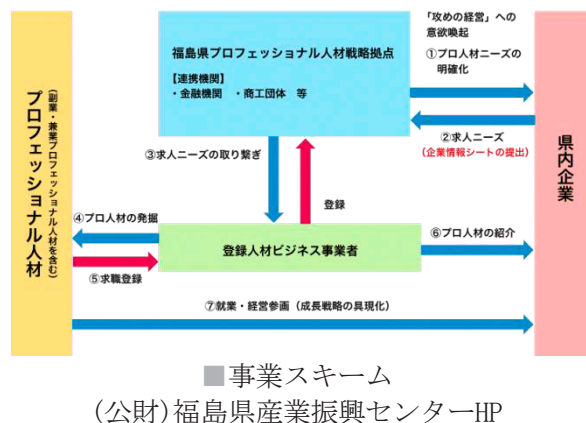 「攻めの経営」への
意欲喚起
福島県プロフェッショナル人材戦略拠点
①プロ人材ニーズの
明確化
【連携機関】
・金融機関 ・商工団体 等
②求人ニーズ
(企業情報シートの提出)
プロフェッショナル人材
(副業・兼業プロフェッショナル人材を含む)
県内企業
③求人ニーズの取り繋ぎ
登録
④プロ人材の発掘
登録人材ビジネス事業者
⑥プロ人材の紹介
⑤求職登録
⑦就業・経営参画(成長戦略の具現化)
■事業スキーム
(公財)福島県産業振興センターHP